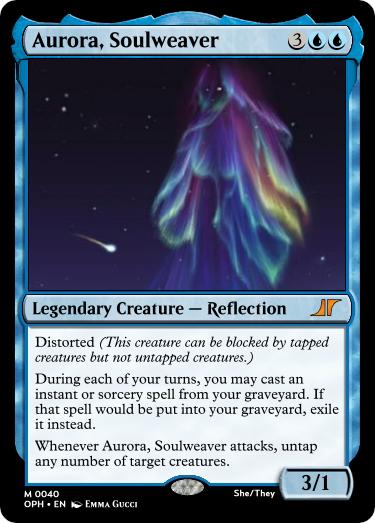 Aurora, Soulweaver 3
Legendary Creature — Reflection
Distorted (This creature can be blocked by tapped
creatures but not untapped creatures.)
During each of your turns, you may cast an
instant or sorcery spell from your graveyard. If
that spell would be put into your graveyard, exile
it instead.
Whenever Aurora, Soulweaver attacks, untap
any number of target creatures.
3/1
M 0040
OPH • EN Emma Gucci
She/They